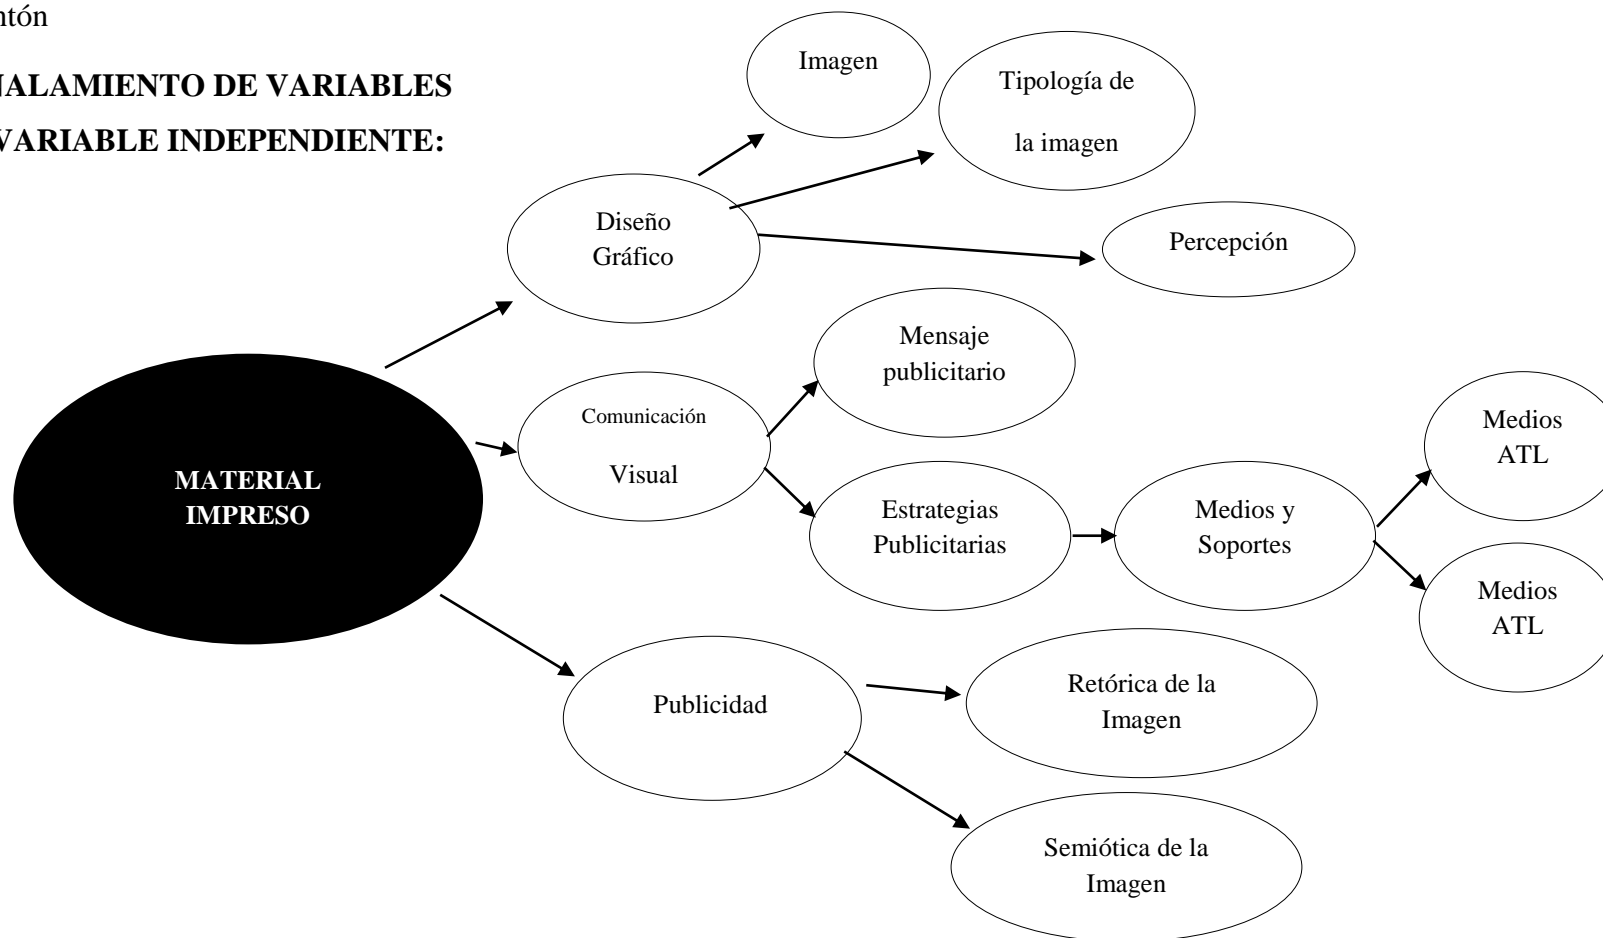 ntón
NALAMIENTO DE VARIABLES
VARIABLE INDEPENDIENTE:
Imagen
Tipología de
la imagen
Diseño
Gráfico
Percepción
Mensaje
publicitario
Comunicación
Visual
Medios
ATL
MATERIAL
IMPRESO
Estrategias
Publicitarias
Medios y
Soportes
Medios
ATL
Publicidad
Retórica de la
Imagen
Semiótica de la
Imagen